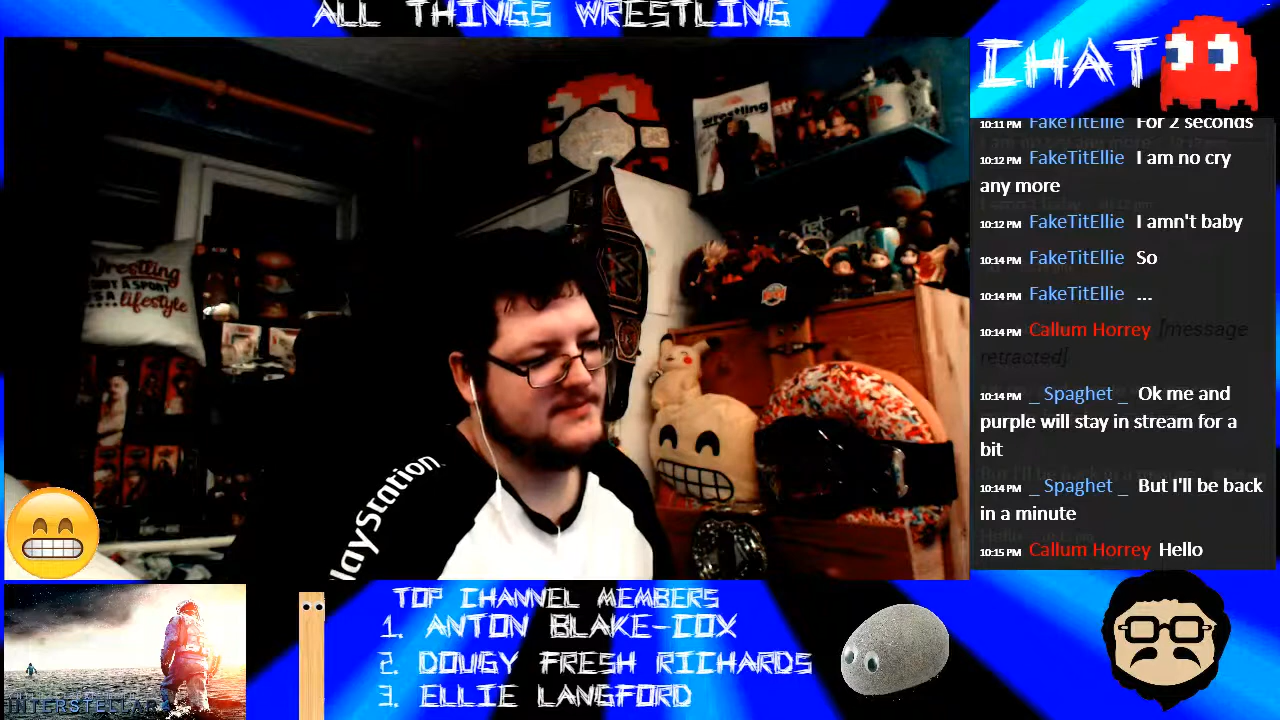 ALL THINGS WRESTLING
CHAT
10:11 PM FakeTitEllie For 2 seconds
10:12 PM FakeTitEllie I am no cry
any more
10:12 PM FakeTitEllie I amn't baby
10:14 PM FakeTitEllie So
10:14 PM FakeTitEllie ...
10:14 PM Callum Horrey [message
retracted]
10:14 PM _ Spaghet _ Ok me and
purple will stay in stream for a
bit
10:14 PM _ Spaghet _ But I'll be back
in a minute
10:15 PM Callum Horrey Hello
wrestling
Wrestling
A SPORT
lifestyle
PlayStation
INTERSTELLAR
TOP CHANNEL MEMBERS
1. ANTON BLAKE-COX
2. DOUGY FRESH RICHARDS
3. ELLIE LANGFORD